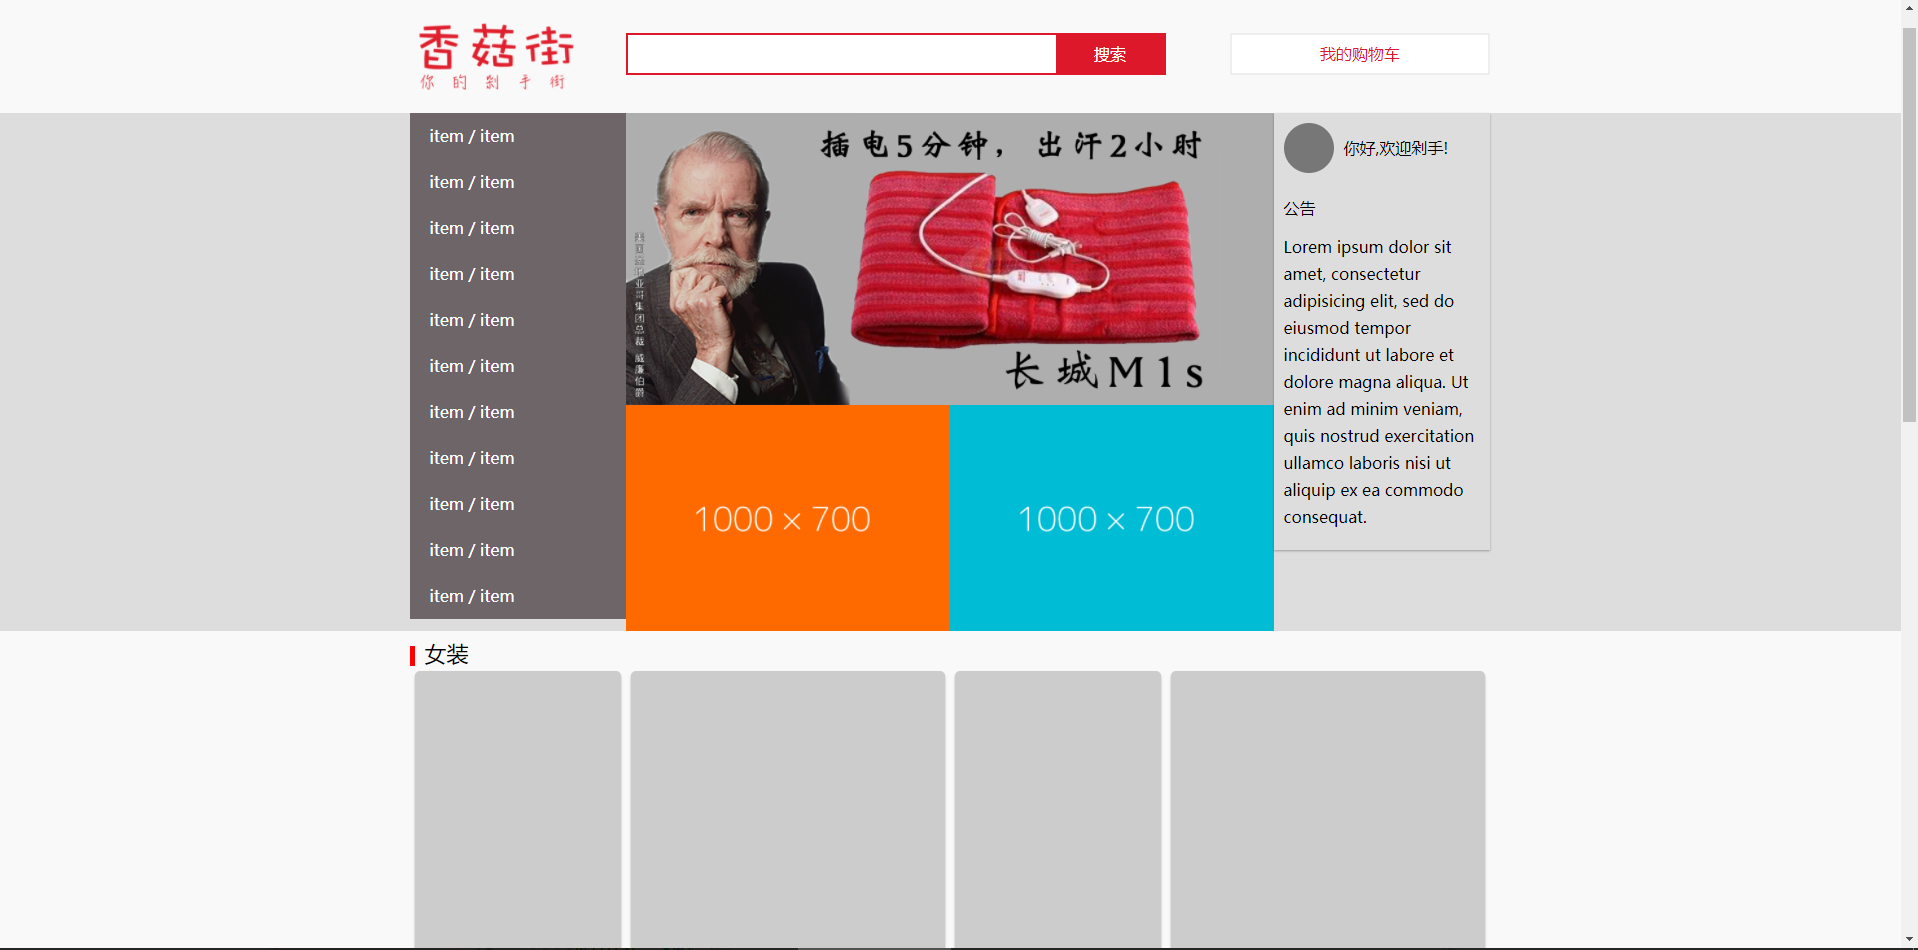 香菇街
你的剁手街
搜索
我的购物车
item / item
item / item
item / item
item / item
item / item
item / item
item / item
item / item
item / item
item / item
item / item
插电5分钟，出汗2小时
长城M1s
1000 × 700
1000 × 700
你好,欢迎剁手!
公告
Lorem ipsum dolor sit
amet, consectetur
adipisicing elit, sed do
eiusmod tempor
incididunt ut labore et
dolore magna aliqua. Ut
enim ad minim veniam,
quis nostrud exercitation
ullamco laboris nisi ut
aliquip ex ea commodo
consequat.
女装